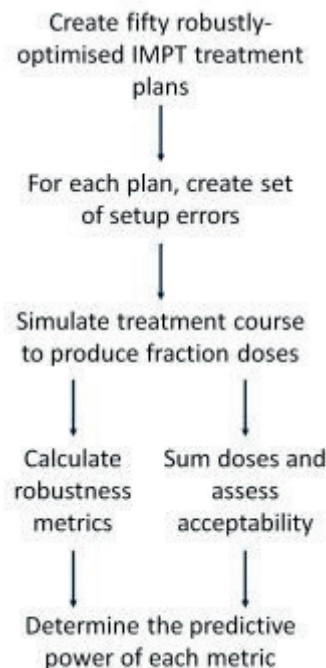 Create fifty robustly-
optimised IMPT treatment
plans
For each plan, create set
of setup errors
Simulate treatment course
to produce fraction doses
Calculate
robustness
metrics
Sum doses and
assess
acceptability
Determine the predictive
power of each metric